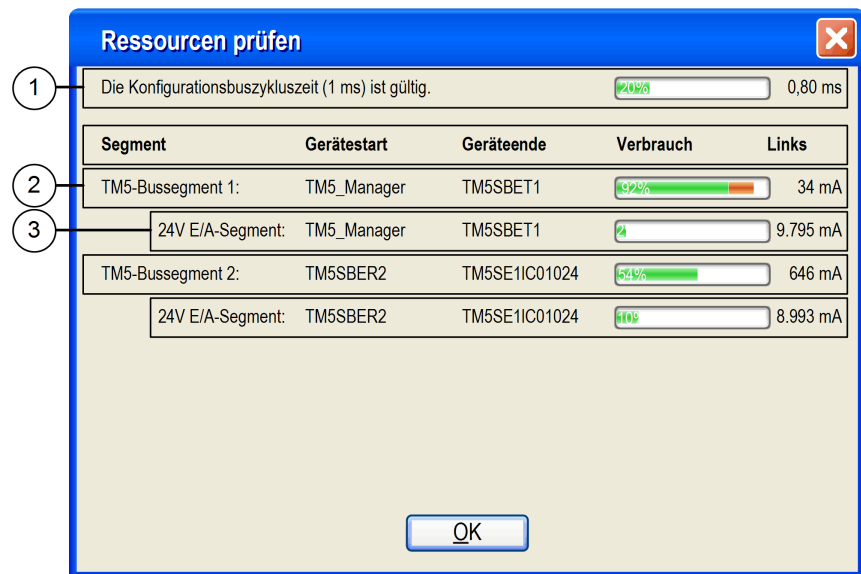 Ressourcen prüfen
1 Die Konfigurationsbuszykluszeit (1 ms) ist gültig. 20% 0,80 ms
Segment Gerätestart Geräteende Verbrauch Links
2 TM5-Bussegment 1: TM5_Manager TM5SBET1 92% 34 mA
3 24V E/A-Segment: TM5_Manager TM5SBET1 2 9.795 mA
TM5-Bussegment 2: TM5SBER2 TM5SE1IC01024 54% 646 mA
24V E/A-Segment: TM5SBER2 TM5SE1IC01024 10% 8.993 mA
OK